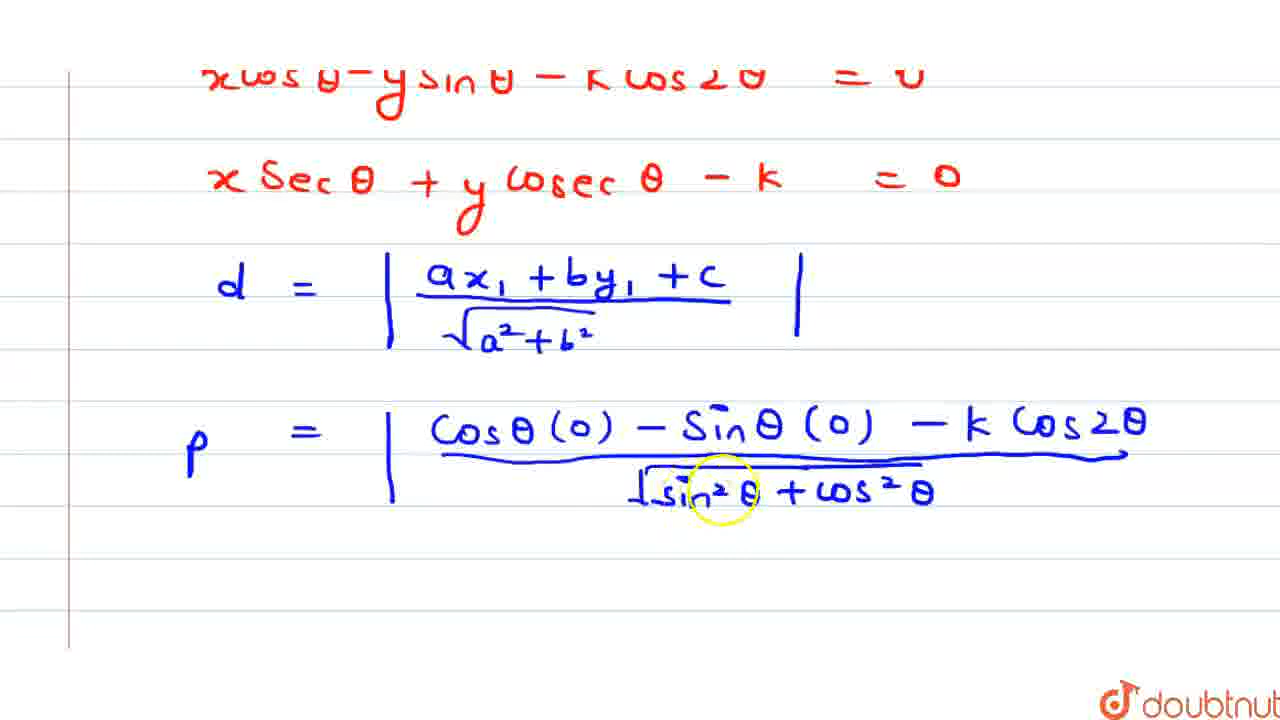 x cos θ - y sin θ - k cos 2θ = 0
x Sec θ + y cosec θ - k = 0
d = | ax₁ + by₁ + c / √a² + b² |
p = | cos θ (0) - sin θ (0) - k cos 2θ / √sin² θ + cos² θ
doubtnut